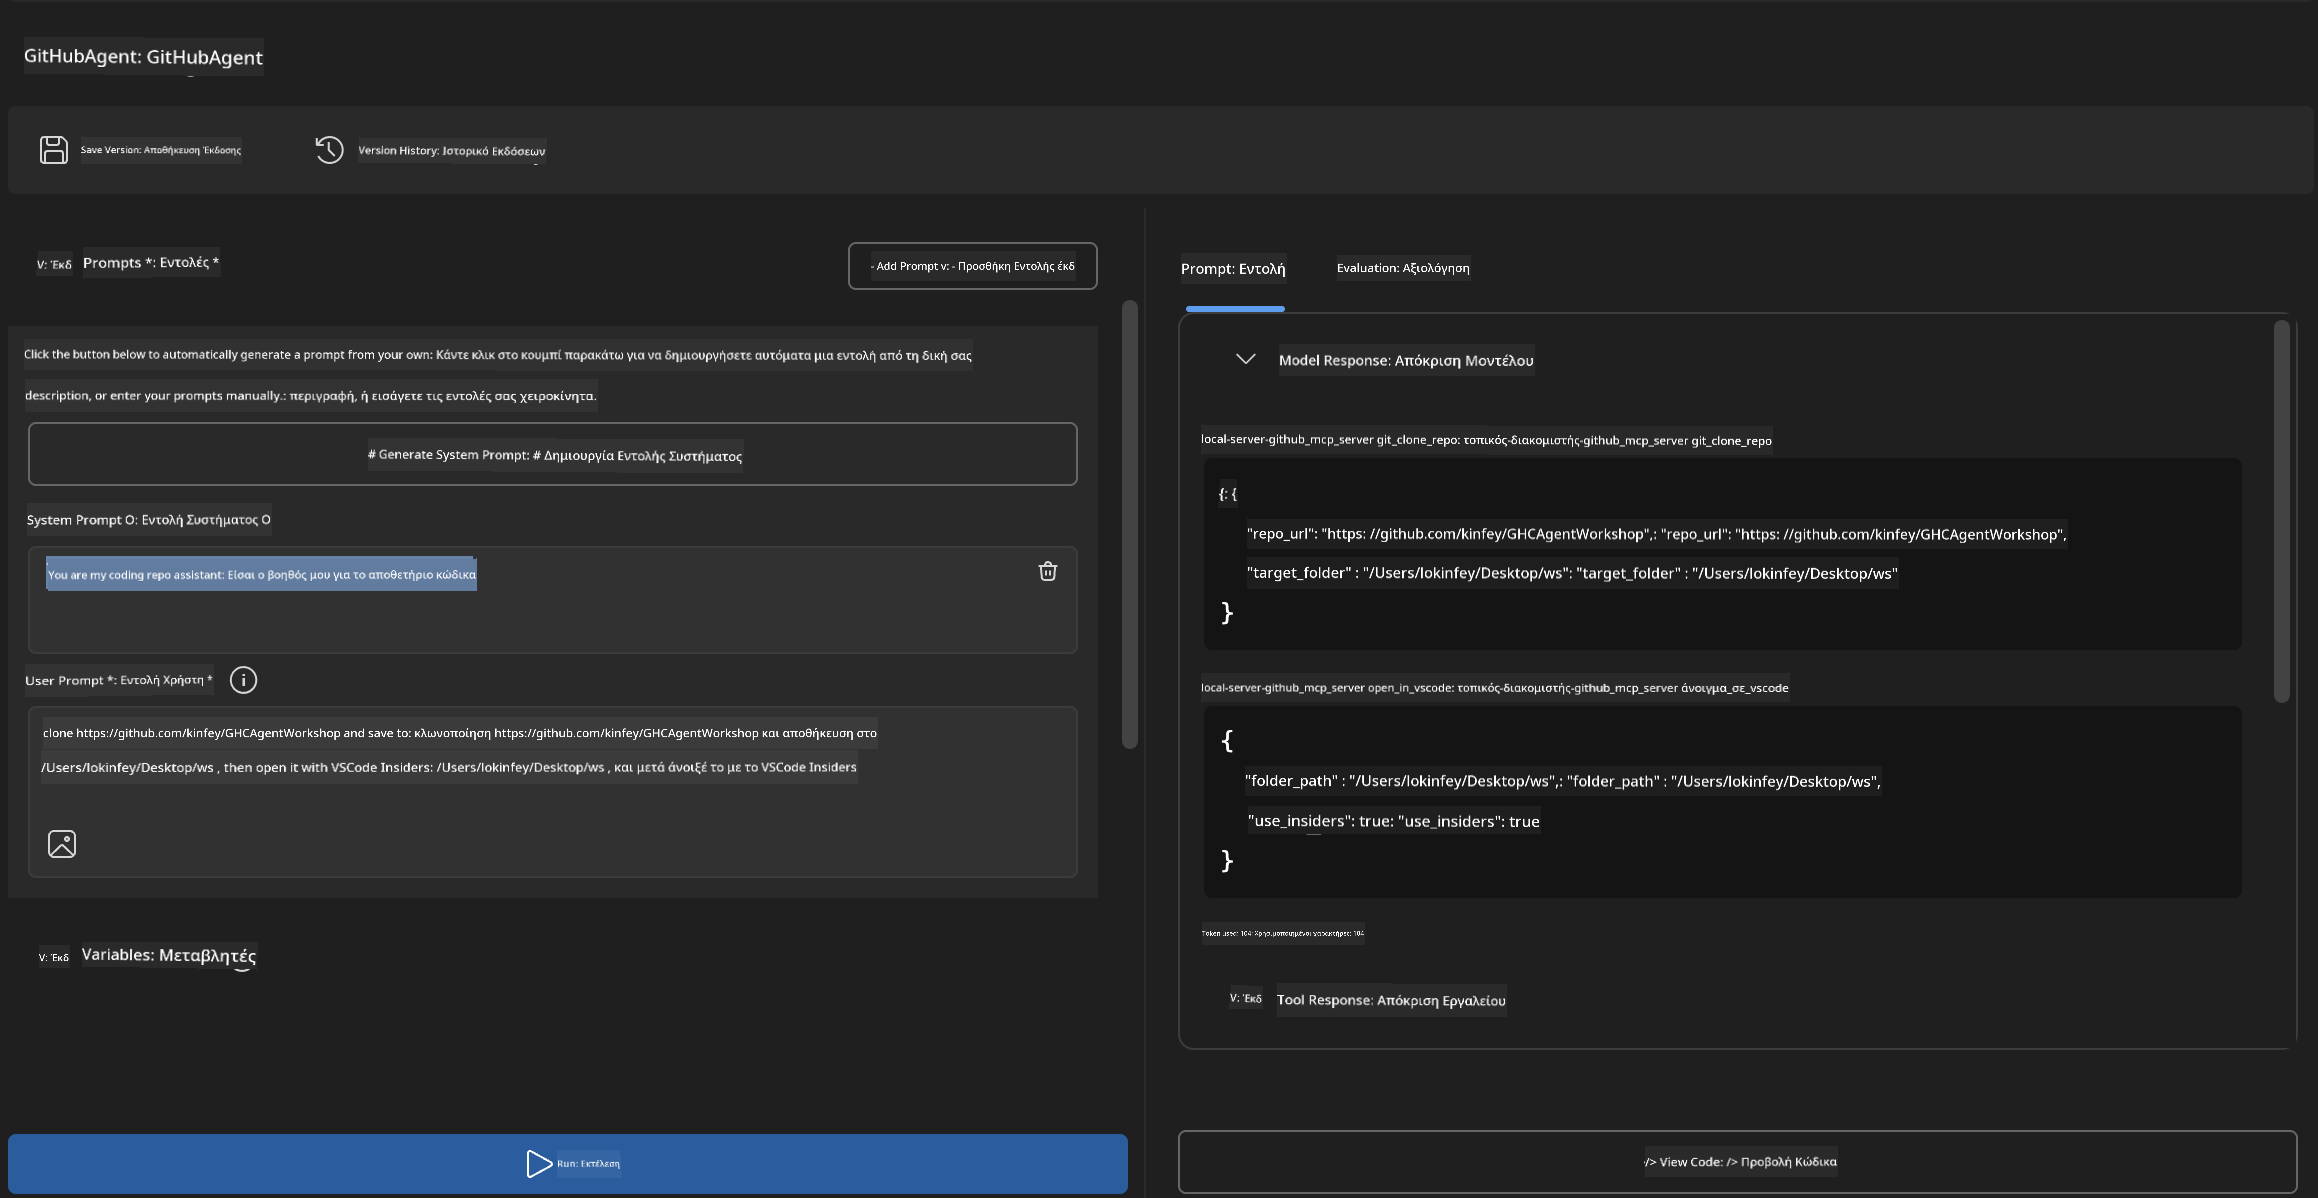 GitHubAgent: GitHubAgent
Save Version: Αποθήκευση Έκδοσης
Version History: Ιστορικό Εκδόσεων
V: Έκδ
Prompts *: Εντολές *
- Add Prompt v: - Προσθήκη Εντολής έκδ
Click the button below to automatically generate a prompt from your own: Κάντε κλικ στο κουμπί παρακάτω για να δημιουργήσετε αυτόματα μια εντολή από τη δική σας
description, or enter your prompts manually.: περιγραφή, ή εισάγετε τις εντολές σας χειροκίνητα.
# Generate System Prompt: # Δημιουργία Εντολής Συστήματος
System Prompt O: Εντολή Συστήματος O
You are my coding repo assistant: Είσαι ο βοηθός μου για το αποθετήριο κώδικα
User Prompt *: Εντολή Χρήστη *
clone https://github.com/kinfey/GHCAgentWorkshop and save to: κλωνοποίηση https://github.com/kinfey/GHCAgentWorkshop και αποθήκευση στο
/Users/lokinfey/Desktop/ws , then open it with VSCode Insiders: /Users/lokinfey/Desktop/ws , και μετά άνοιξέ το με το VSCode Insiders
V: Έκδ
Variables: Μεταβλητές
Run: Εκτέλεση
Prompt: Εντολή
Evaluation: Αξιολόγηση
Model Response: Απόκριση Μοντέλου
local-server-github_mcp_server git_clone_repo: τοπικός-διακομιστής-github_mcp_server git_clone_repo
{: {
"repo_url": "https: //github.com/kinfey/GHCAgentWorkshop",: "repo_url": "https: //github.com/kinfey/GHCAgentWorkshop",
"target_folder" : "/Users/lokinfey/Desktop/ws": "target_folder" : "/Users/lokinfey/Desktop/ws"
}
local-server-github_mcp_server open_in_vscode: τοπικός-διακομιστής-github_mcp_server άνοιγμα_σε_vscode
{
"folder_path" : "/Users/lokinfey/Desktop/ws",: "folder_path" : "/Users/lokinfey/Desktop/ws",
"use_insiders": true: "use_insiders": true
}
Token used: 104: Χρησιμοποιημένοι χαρακτήρες: 104
V: Έκδ
Tool Response: Απόκριση Εργαλείου
/> View Code: /> Προβολή Κώδικα